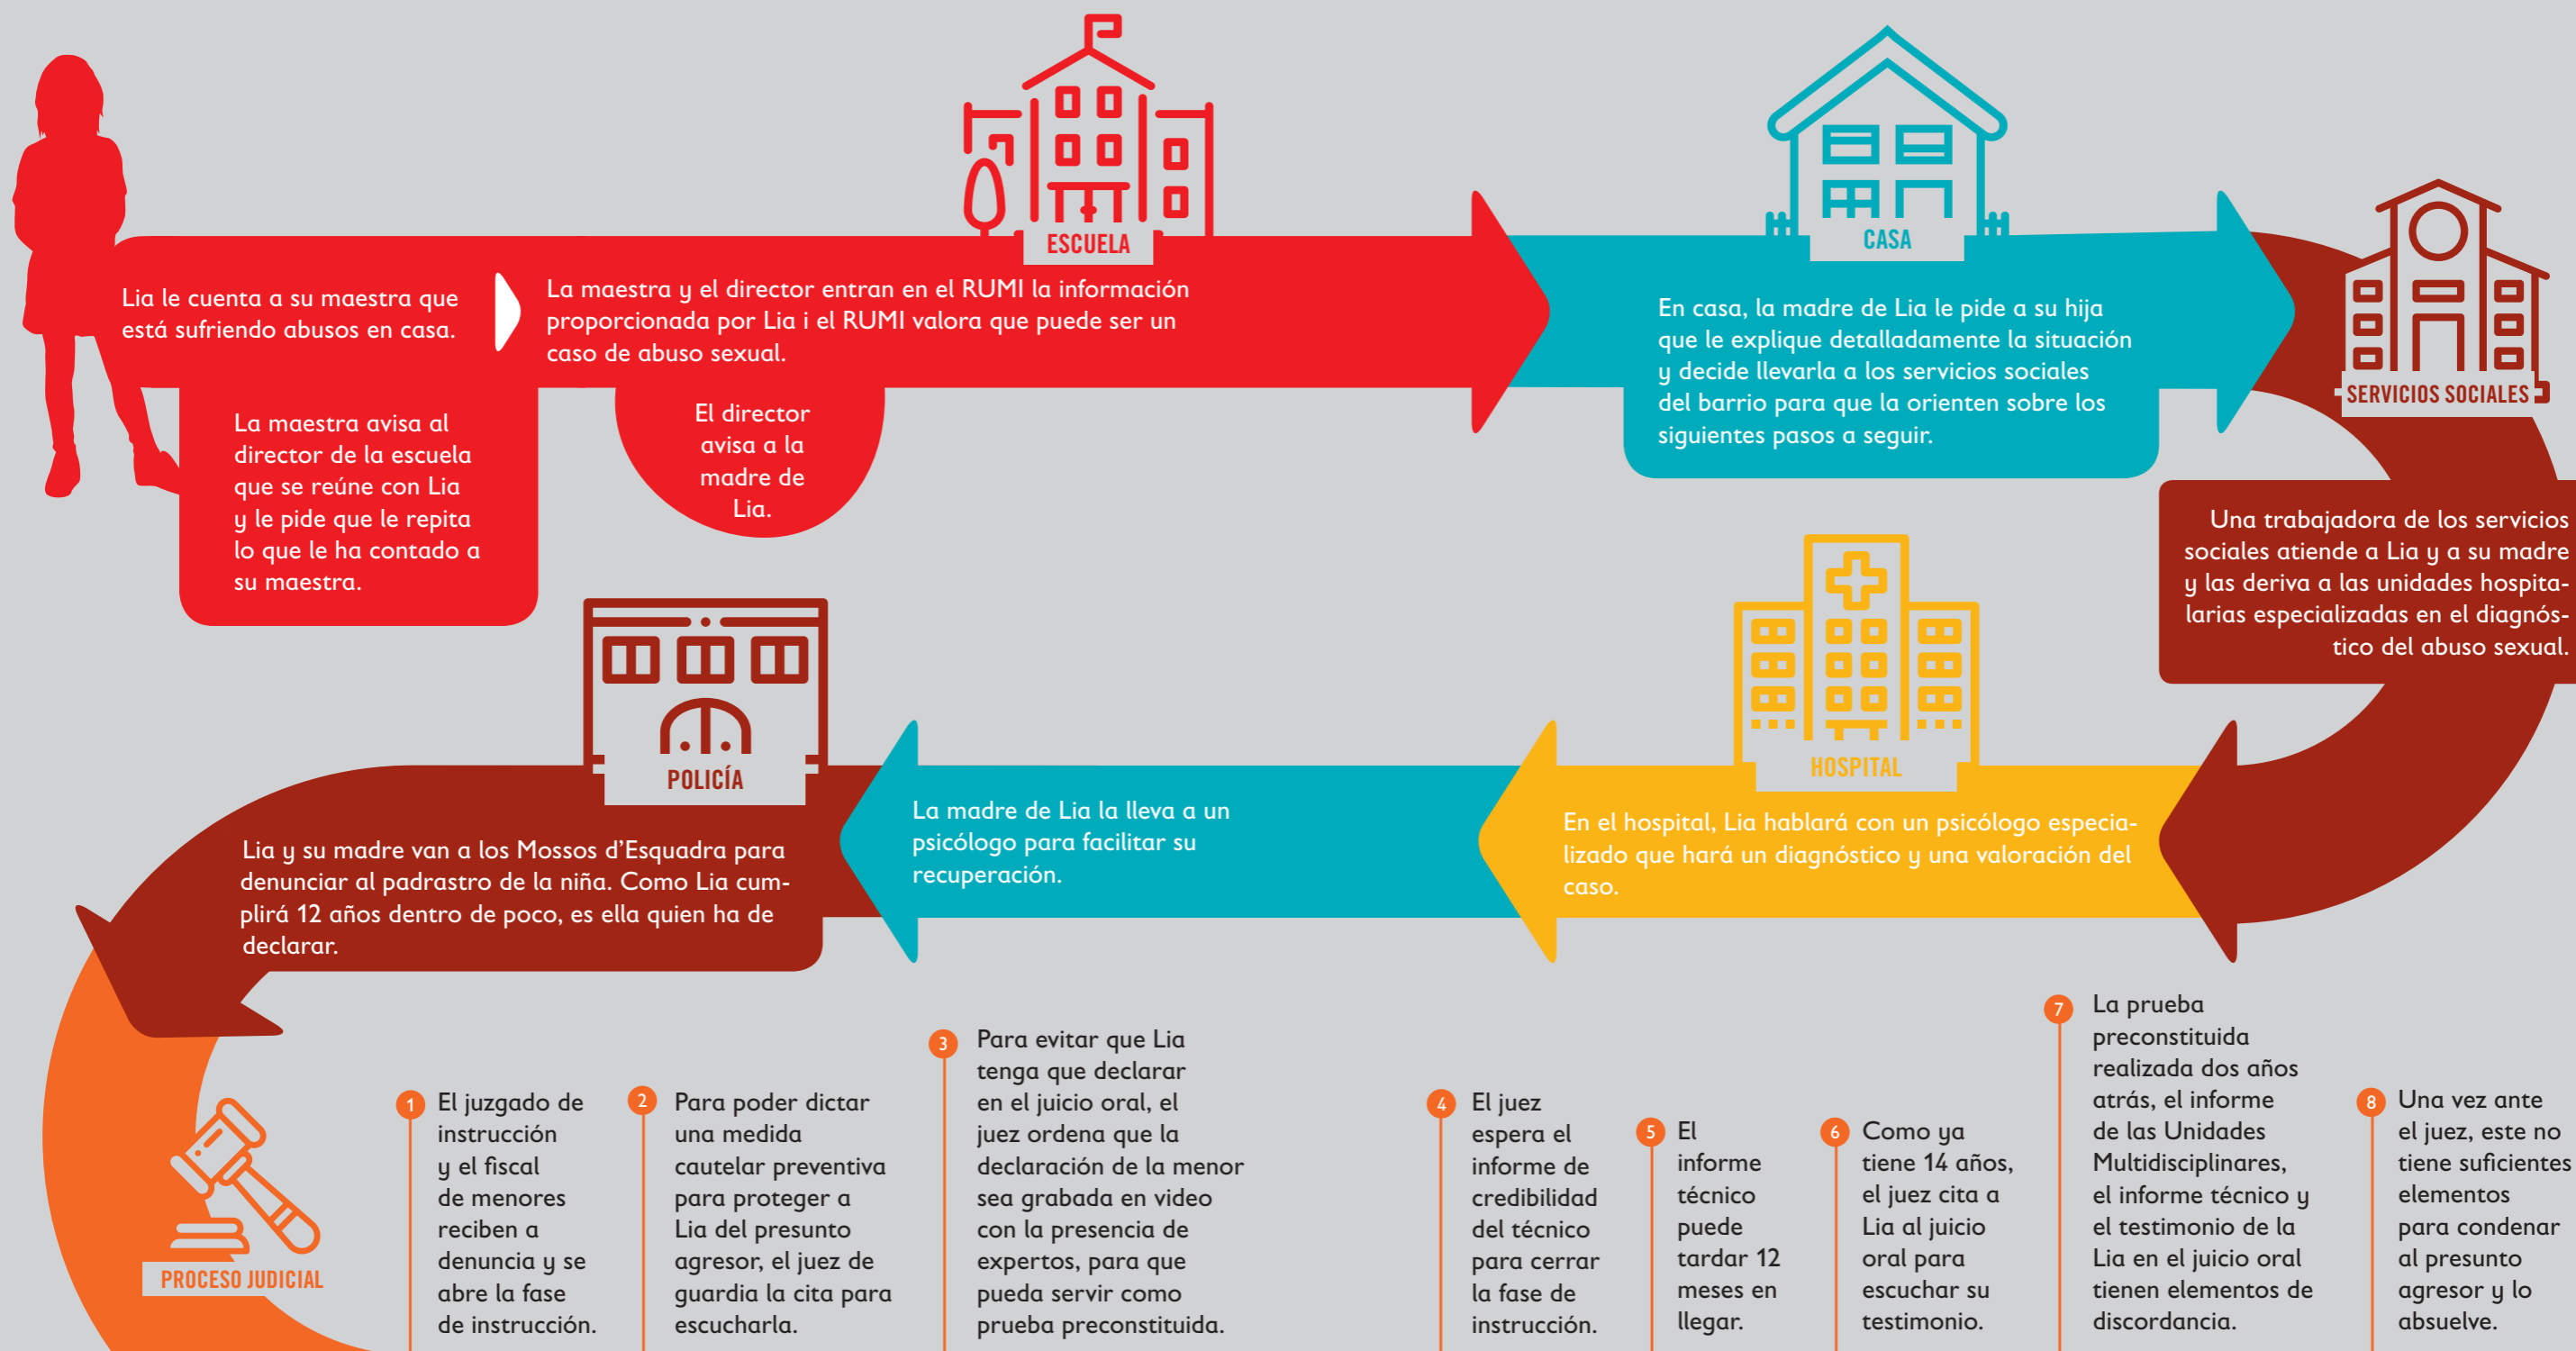 ESCUELA
Lia le cuenta a su maestra que
está sufriendo abusos en casa.
La maestra avisa al
director de la escuela
que se reúne con Lia
y le pide que le repita
lo que le ha contado a
su maestra.
La maestra y el director entran en el RUMI la información
proporcionada por Lia i el RUMI valora que puede ser un
caso de abuso sexual.
El director
avisa a la
madre de
Lia.
CASA
En casa, la madre de Lia le pide a su hija
que le explique detalladamente la situación
y decide llevarla a los servicios sociales
del barrio para que la orienten sobre los
siguientes pasos a seguir.
SERVICIOS SOCIALES
Una trabajadora de los servicios
sociales atiende a Lia y a su madre
y las deriva a las unidades hospita-
larias especializadas en el diagnós-
tico del abuso sexual.
HOSPITAL
En el hospital, Lia hablará con un psicólogo especia-
lizado que hará un diagnóstico y una valoración del
caso.
La madre de Lia la lleva a un
psicólogo para facilitar su
recuperación.
POLICÍA
Lia y su madre van a los Mossos d'Esquadra para
denunciar al padrastro de la niña. Como Lia cum-
plirá 12 años dentro de poco, es ella quien ha de
declarar.
PROCESO JUDICIAL
1 El juzgado de
instrucción
y el fiscal
de menores
reciben a
denuncia y se
abre la fase
de instrucción.
2 Para poder dictar
una medida
cautelar preventiva
para proteger a
Lia del presunto
agresor, el juez de
guardia la cita para
escucharla.
3 Para evitar que Lia
tenga que declarar
en el juicio oral, el
juez ordena que la
declaración de la menor
sea grabada en video
con la presencia de
expertos, para que
pueda servir como
prueba preconstituida.
4 El juez
espera el
informe de
credibilidad
del técnico
para cerrar
la fase de
instrucción.
5 El
informe
técnico
puede
tardar 12
meses en
llegar.
6 Como ya
tiene 14 años,
el juez cita a
Lia al juicio
oral para
escuchar su
testimonio.
7 La prueba
preconstituida
realizada dos años
atrás, el informe
de las Unidades
Multidisciplinares,
el informe técnico y
el testimonio de la
Lia en el juicio oral
tienen elementos de
discordancia.
8 Una vez ante
el juez, este no
tiene suficientes
elementos
para condenar
al presunto
agresor y lo
absuelve.